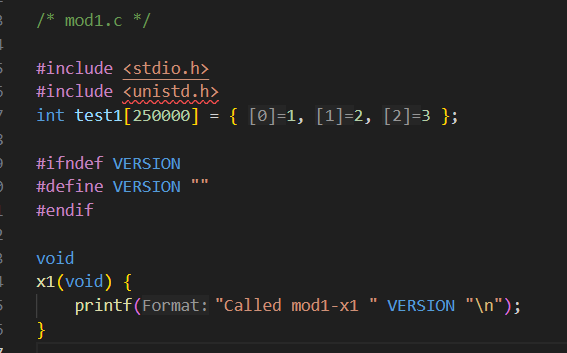 /* mod1.c */
#include <stdio.h>
#include <unistd.h>
int test1[250000] = { [0]=1, [1]=2, [2]=3 };
#ifndef VERSION
#define VERSION ""
#endif
void
x1(void) {
printf(Format: "Called mod1-x1 " VERSION "\n");
}